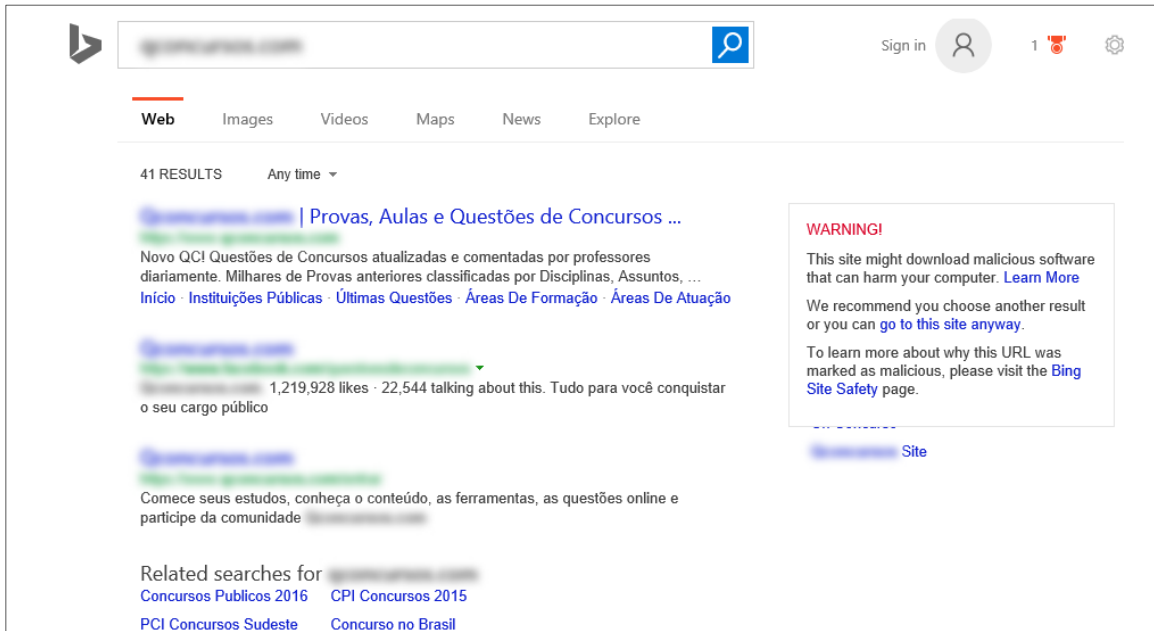 Sign in
1
Web Images Videos Maps News Explore
41 RESULTS Any time
| Provas, Aulas e Questões de Concursos ...
Novo QC! Questões de Concursos atualizadas e comentadas por professores
diariamente. Milhares de Provas anteriores classificadas por Disciplinas, Assuntos, …
Início · Instituições Públicas · Últimas Questões · Áreas De Formação · Áreas De Atuação
1,219,928 likes · 22,544 talking about this. Tudo para você conquistar
o seu cargo público
Comece seus estudos, conheça o conteúdo, as ferramentas, as questões online e
participe da comunidade
Related searches for
Concursos Publicos 2016 CPI Concursos 2015
PCI Concursos Sudeste Concurso no Brasil
WARNING!
This site might download malicious software
that can harm your computer. Learn More
We recommend you choose another result
or you can go to this site anyway.
To learn more about why this URL was
marked as malicious, please visit the Bing
Site Safety page.
Site